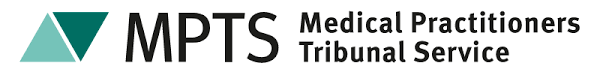 MPTS Medical Practitioners
Tribunal Service